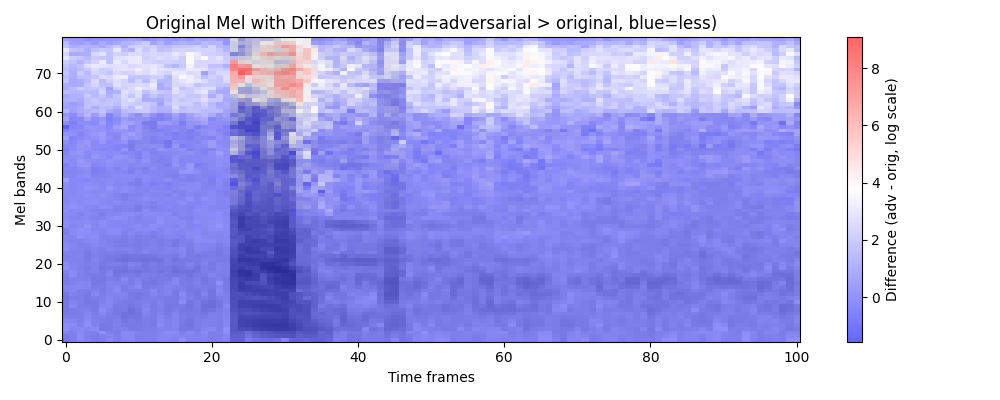 Original Mel with Differences (red=adversarial > original, blue=less)
Mel bands
70
60
50
40
30
20
10
0
0 20 40 60 80 100
Time frames
8
6
4
2
0
Difference (adv - orig, log scale)